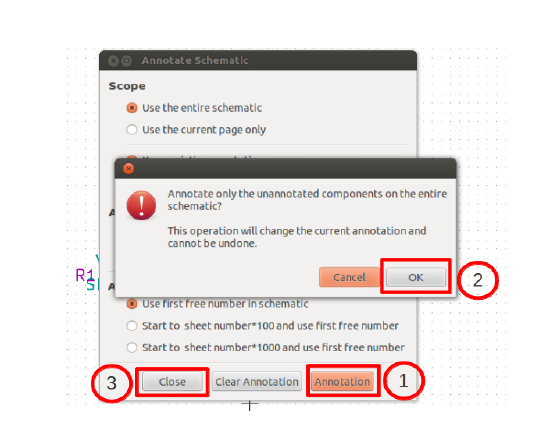 Annotate Schematic
Scope
Use the entire schematic
Use the current page only
Annotate only the unannotated components on the entire
schematic?
This operation will change the current annotation and
cannot be undone.
R1
Cancel
OK
2
Use first free number in schematic
Start to sheet number*100 and use first free number
Start to sheet number*1000 and use first free number
3
Close
Clear Annotation
Annotation
1